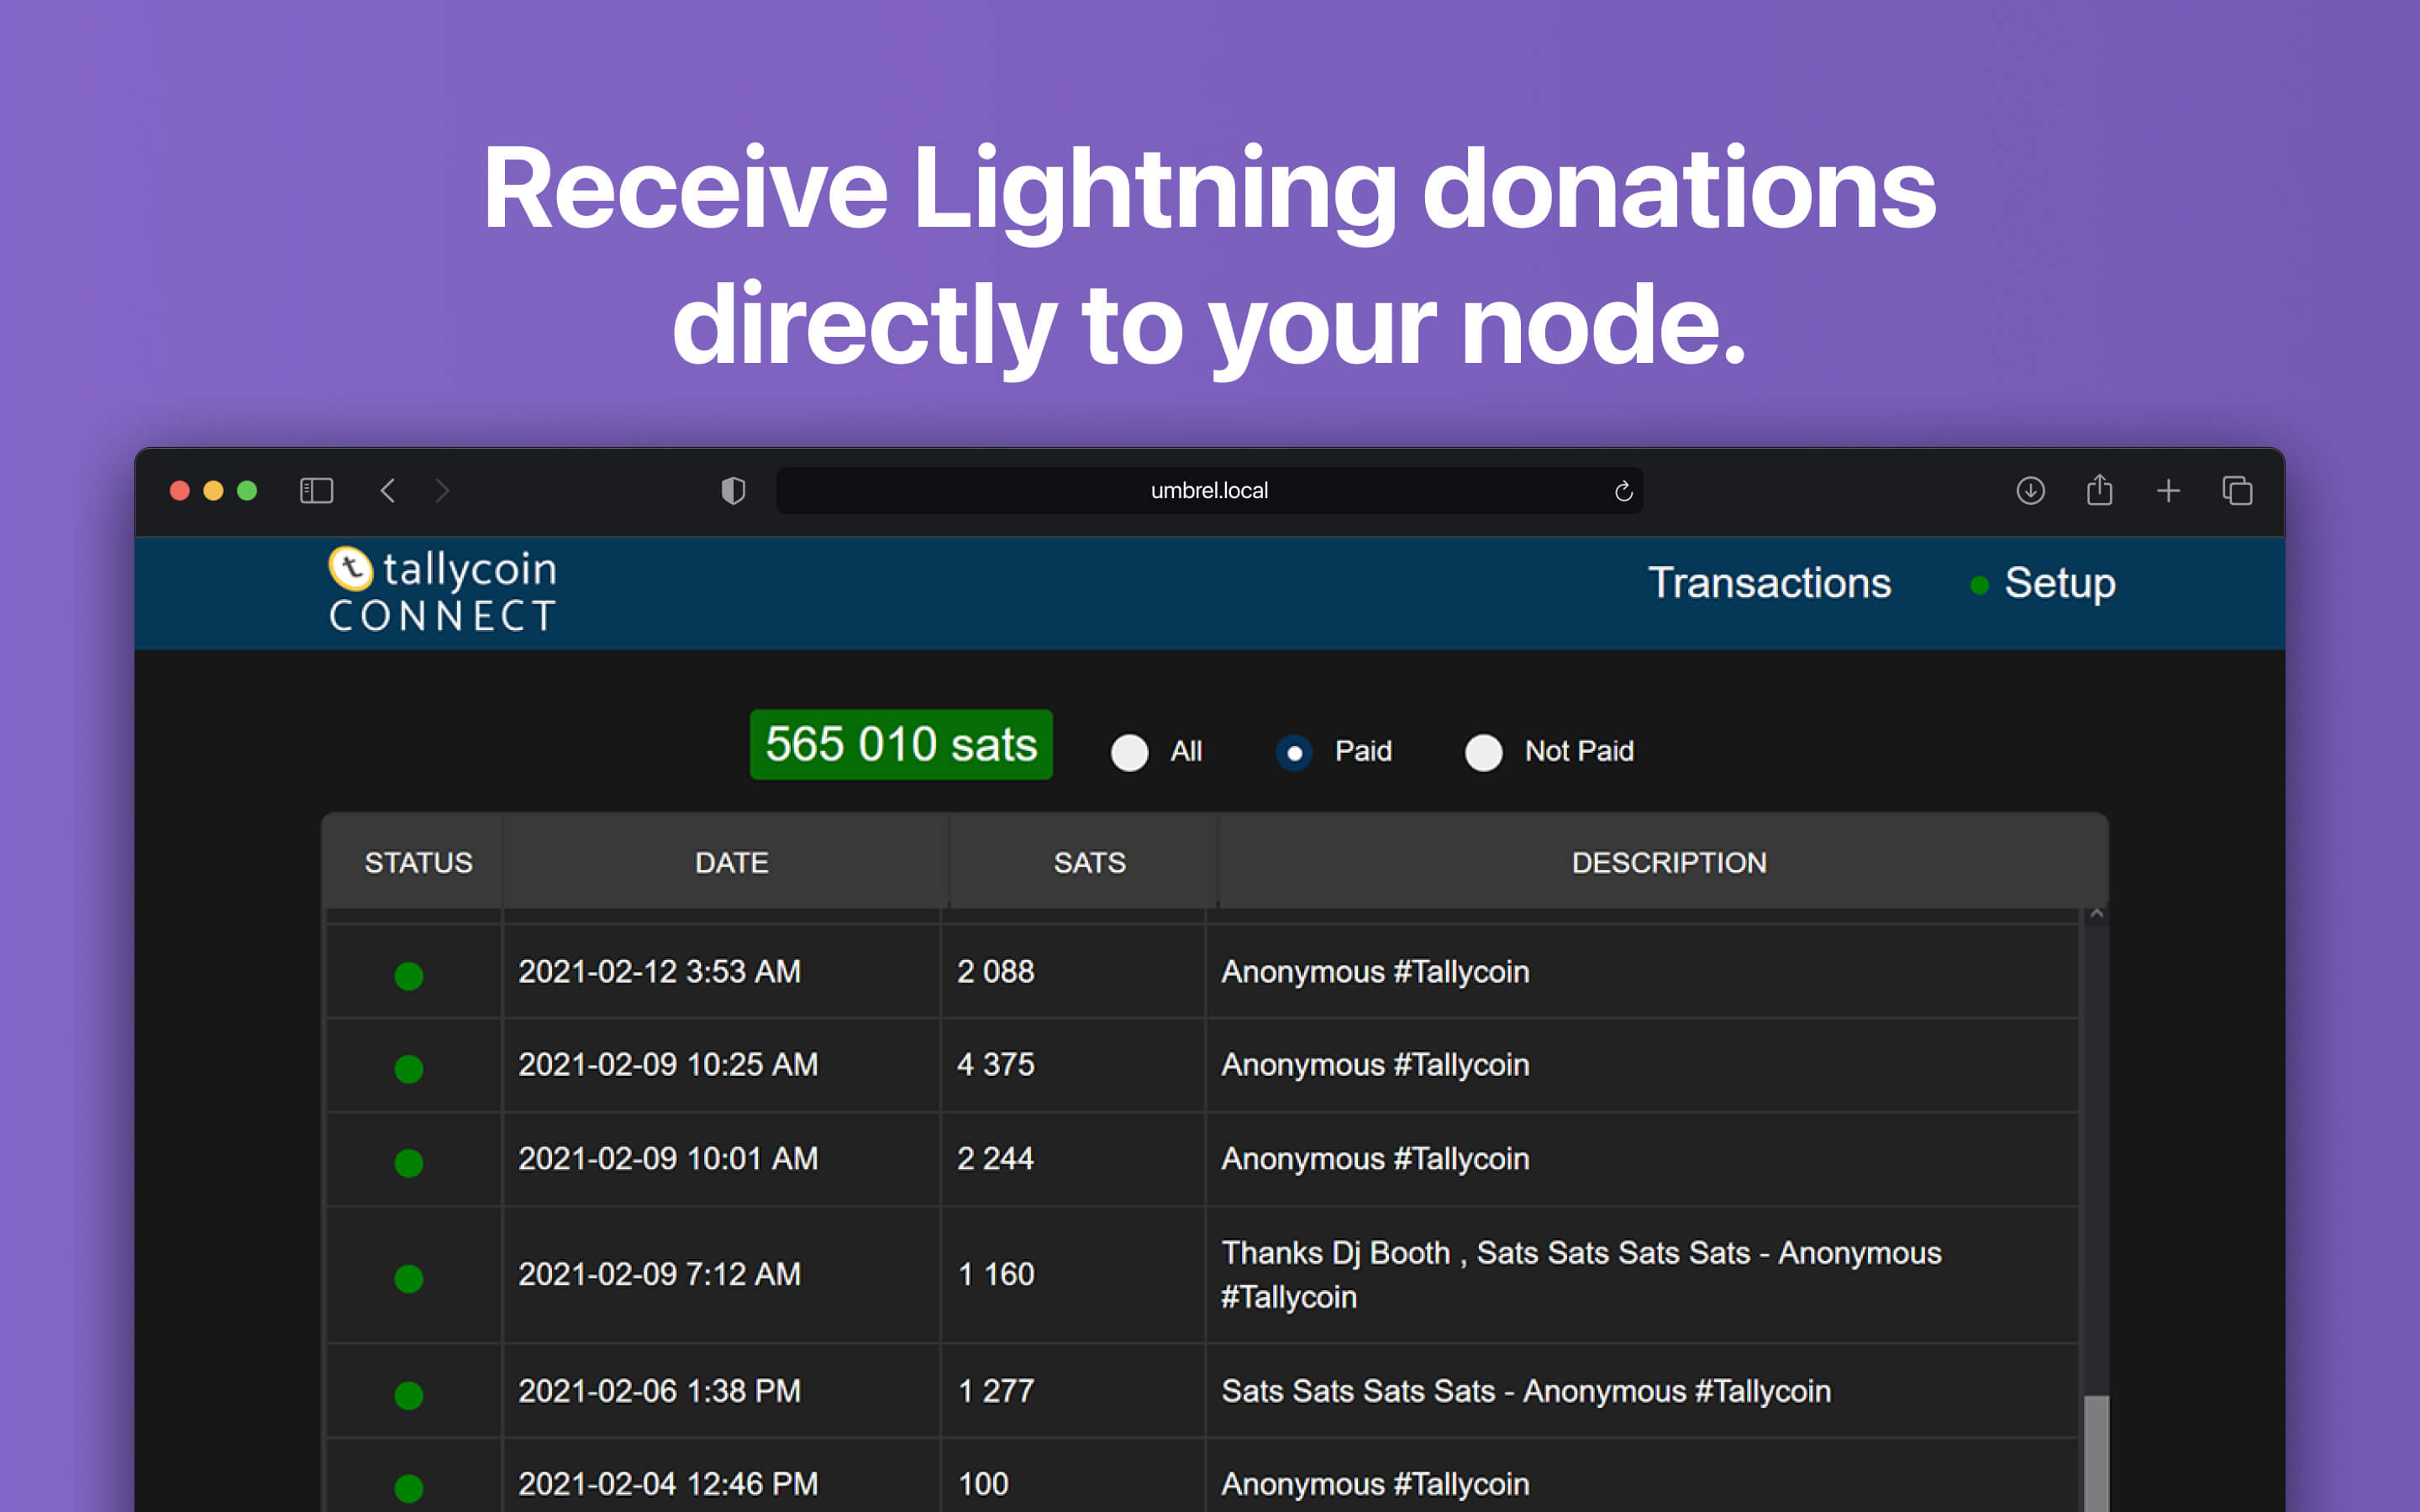 Receive Lightning donations
directly to your node.
umbrel.local
t tallycoin
CONNECT
Transactions
Setup
565 010 sats
All
Paid
Not Paid
STATUS
DATE
SATS
DESCRIPTION
2021-02-12 3:53 AM
2 088
Anonymous #Tallycoin
2021-02-09 10:25 AM
4 375
Anonymous #Tallycoin
2021-02-09 10:01 AM
2 244
Anonymous #Tallycoin
2021-02-09 7:12 AM
1 160
Thanks Dj Booth , Sats Sats Sats Sats - Anonymous
#Tallycoin
2021-02-06 1:38 PM
1 277
Sats Sats Sats Sats - Anonymous #Tallycoin
2021-02-04 12:46 PM
100
Anonymous #Tallycoin